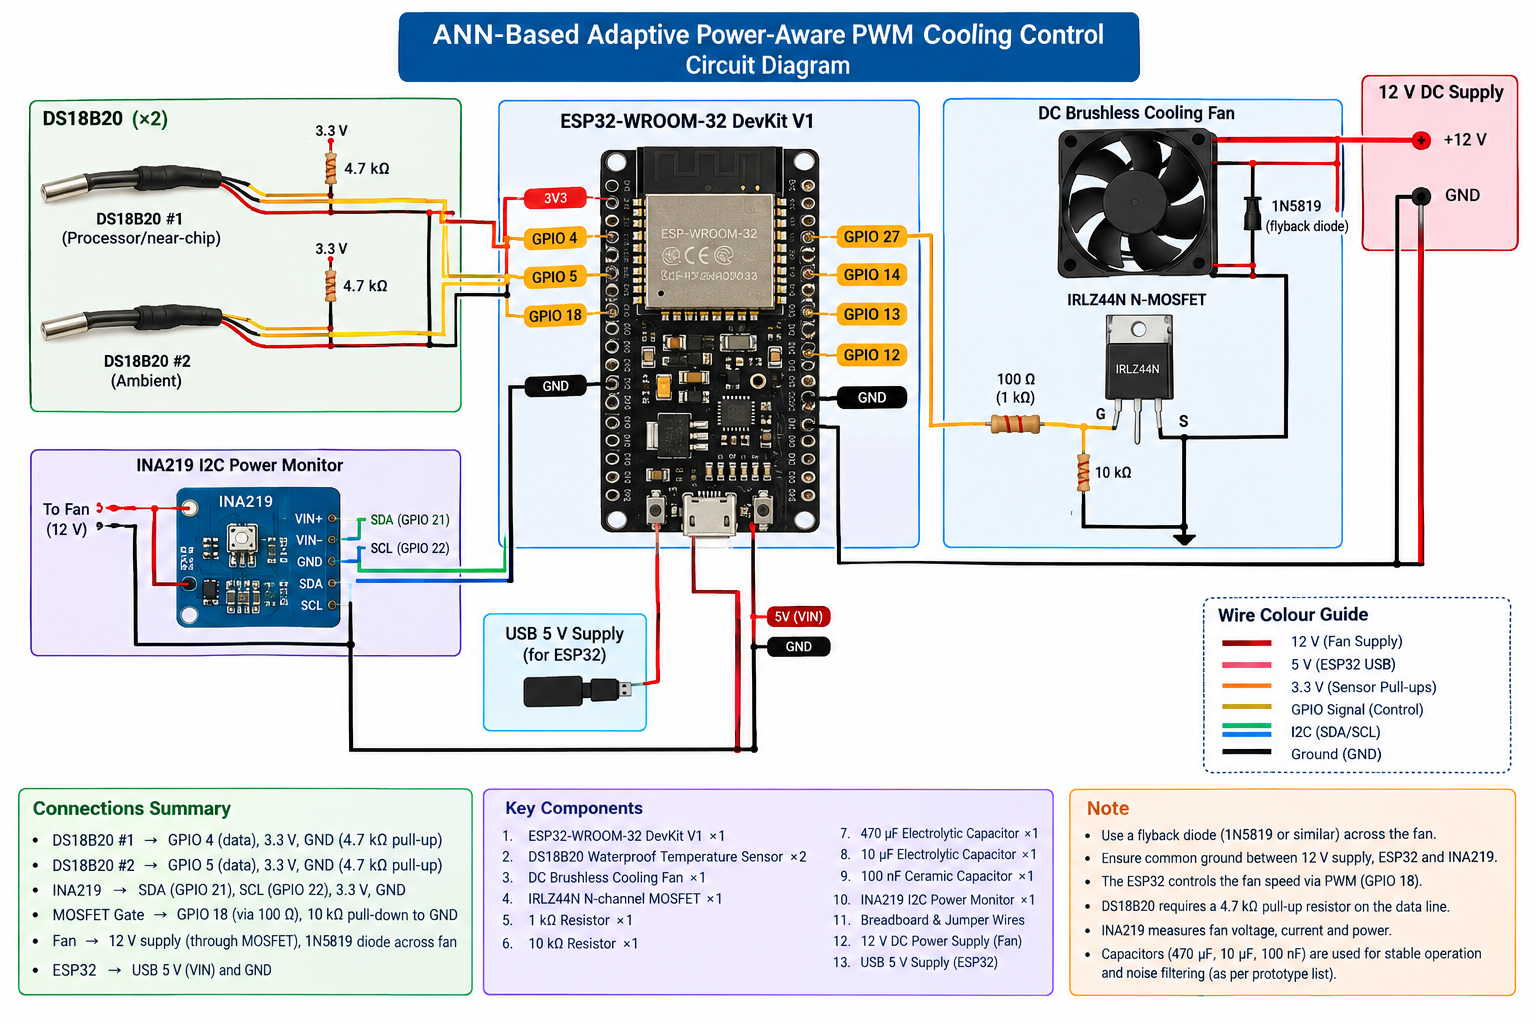 ANN-Based Adaptive Power-Aware PWM Cooling Control
Circuit Diagram
DS18B20 (×2)
3.3 V
4.7 kΩ
DS18B20 #1
(Processor/near-chip)
3.3 V
4.7 kΩ
DS18B20 #2
(Ambient)
ESP32-WROOM-32 DevKit V1
3V3
GPIO 4
GPIO 5
GPIO 18
GND
ESP-WROOM-32
GPIO 27
GPIO 14
GPIO 13
GPIO 12
GND
DC Brushless Cooling Fan
1N5819
(flyback diode)
IRLZ44N N-MOSFET
IRLZ44N
100 Ω
(1 kΩ)
G
S
10 kΩ
12 V DC Supply
+12 V
GND
INA219 I2C Power Monitor
To Fan
(12 V)
INA219
VIN+
VIN−
GND
SDA
SCL
SDA (GPIO 21)
SCL (GPIO 22)
USB 5 V Supply
(for ESP32)
5V (VIN)
GND
Wire Colour Guide
12 V (Fan Supply)
5 V (ESP32 USB)
3.3 V (Sensor Pull-ups)
GPIO Signal (Control)
I2C (SDA/SCL)
Ground (GND)
Connections Summary
• DS18B20 #1 → GPIO 4 (data), 3.3 V, GND (4.7 kΩ pull-up)
• DS18B20 #2 → GPIO 5 (data), 3.3 V, GND (4.7 kΩ pull-up)
• INA219 → SDA (GPIO 21), SCL (GPIO 22), 3.3 V, GND
• MOSFET Gate → GPIO 18 (via 100 Ω), 10 kΩ pull-down to GND
• Fan → 12 V supply (through MOSFET), 1N5819 diode across fan
• ESP32 → USB 5 V (VIN) and GND
Key Components
1. ESP32-WROOM-32 DevKit V1 ×1
2. DS18B20 Waterproof Temperature Sensor ×2
3. DC Brushless Cooling Fan ×1
4. IRLZ44N N-channel MOSFET ×1
5. 1 kΩ Resistor ×1
6. 10 kΩ Resistor ×1
7. 470 µF Electrolytic Capacitor ×1
8. 10 µF Electrolytic Capacitor ×1
9. 100 nF Ceramic Capacitor ×1
10. INA219 I2C Power Monitor ×1
11. Breadboard & Jumper Wires
12. 12 V DC Power Supply (Fan)
13. USB 5 V Supply (ESP32)
Note
• Use a flyback diode (1N5819 or similar) across the fan.
• Ensure common ground between 12 V supply, ESP32 and INA219.
• The ESP32 controls the fan speed via PWM (GPIO 18).
• DS18B20 requires a 4.7 kΩ pull-up resistor on the data line.
• INA219 measures fan voltage, current and power.
• Capacitors (470 µF, 10 µF, 100 nF) are used for stable operation
and noise filtering (as per prototype list).